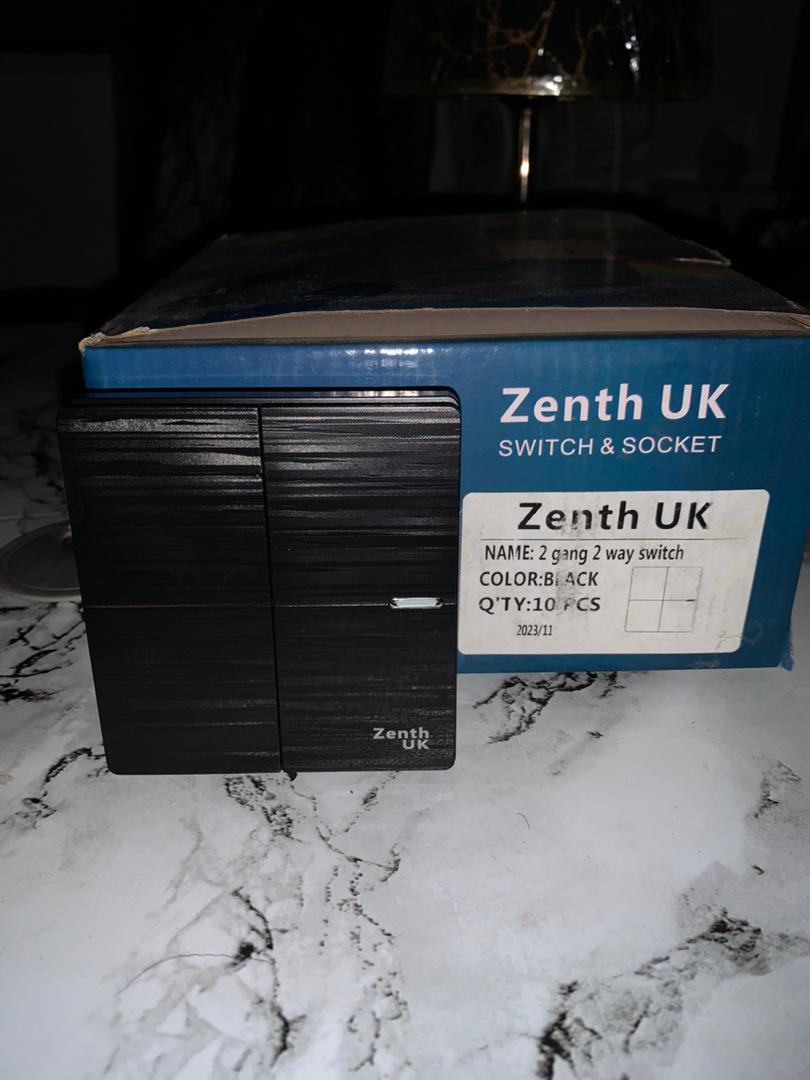 Zenth UK
SWITCH & SOCKET
Zenth UK
NAME: 2 gang 2 way switch
COLOR:BLACK
Q'TY:10 PCS
2023/11
Zenth
UK